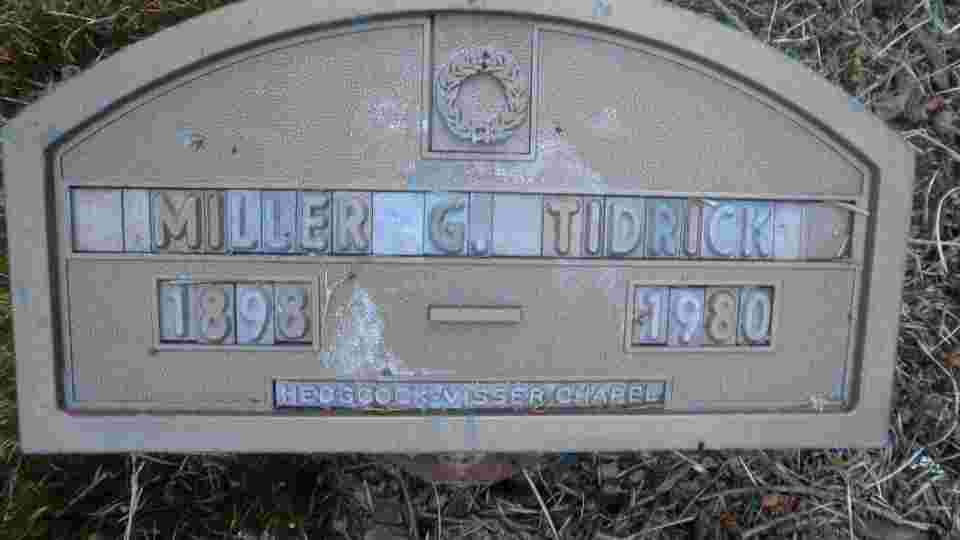 MILLER G. TIDRICK
1898 — 1980
HEDGCOCK-VISSER CHAPEL